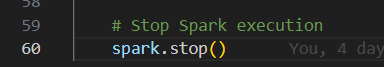 58
59 # Stop Spark execution
60 spark.stop() You, 4 day